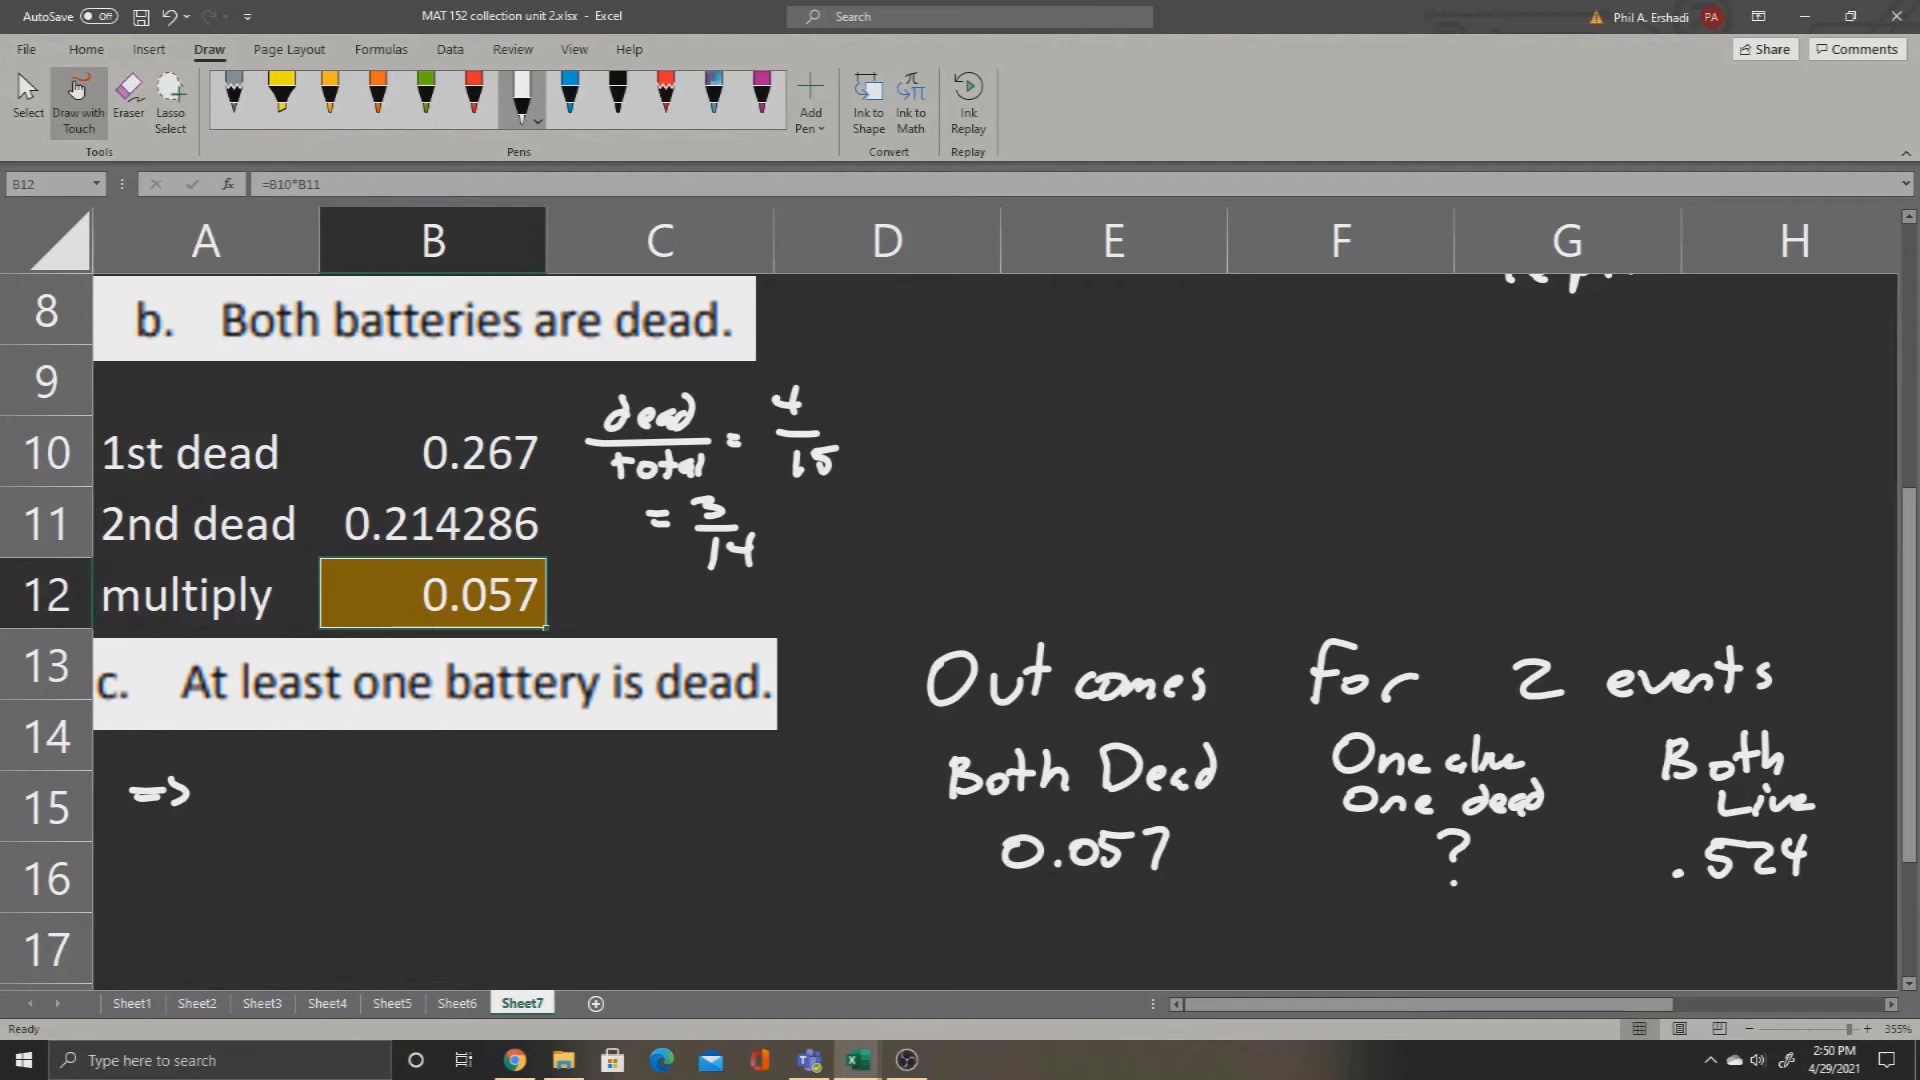 AutoSave Off MAT 152 collection unit 2.xlsx - Excel Search Phil A. Ershadi PA
File Home Insert Draw Page Layout Formulas Data Review View Help Share Comments
Select Draw with Touch Eraser Lasso Select Add Pen Ink to Shape Ink to Math Ink Replay
Tools Pens Convert Replay
B12 fx =B10*B11
A B C D E F G H
8 b. Both batteries are dead.
9
10 1st dead 0.267 dead/total = 4/15
11 2nd dead 0.214286 = 3/14
12 multiply 0.057
13 c. At least one battery is dead. Outcomes for 2 events
14 Both Dead One alive Both
15 => One dead Live
16 0.057 ? .524
17
Sheet1 Sheet2 Sheet3 Sheet4 Sheet5 Sheet6 Sheet7
Ready 355%
Type here to search 2:50 PM
4/29/2021